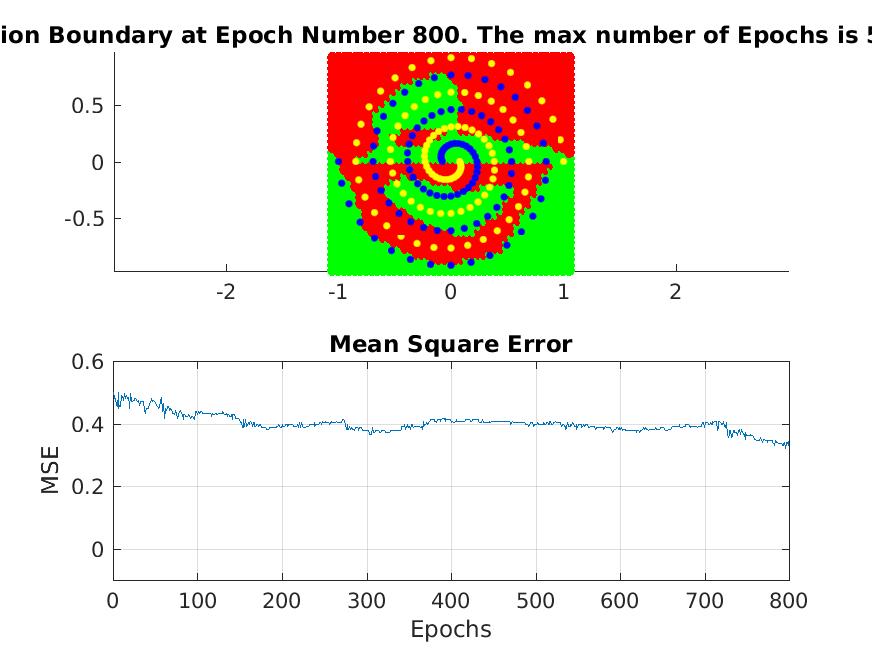 ion Boundary at Epoch Number 800. The max number of Epochs is 5
0.5
0
-0.5
-2 -1 0 1 2
Mean Square Error
0.6
0.4
0.2
0
MSE
0 100 200 300 400 500 600 700 800
Epochs